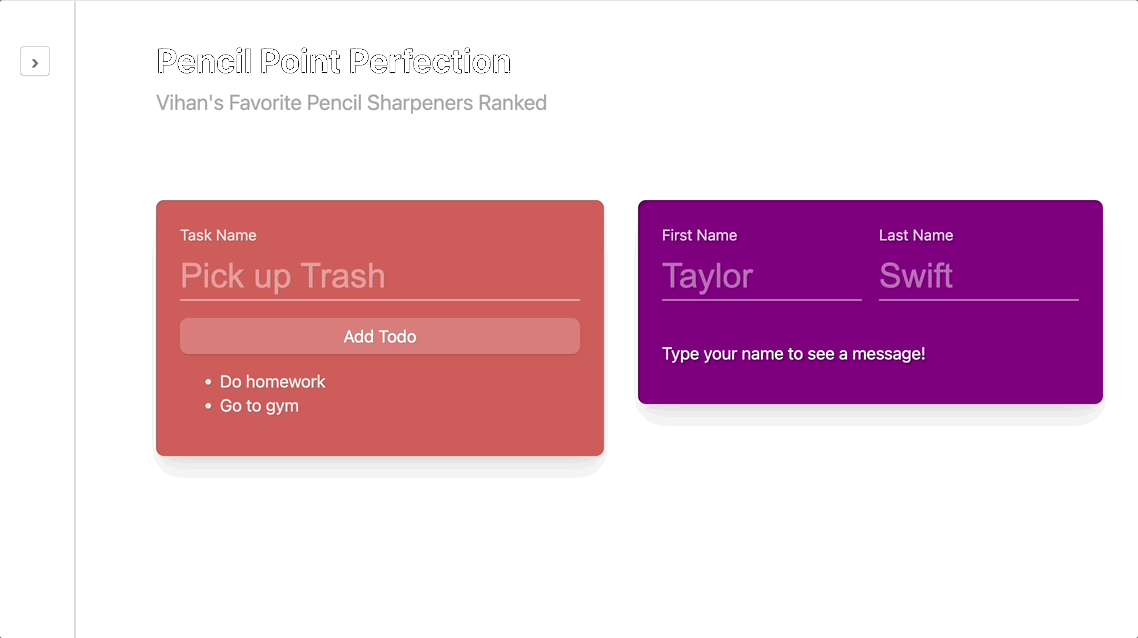 ›
Pencil Point Perfection
Vihan's Favorite Pencil Sharpeners Ranked
Task Name
Pick up Trash
Add Todo
• Do homework
• Go to gym
First Name Last Name
Taylor Swift
Type your name to see a message!